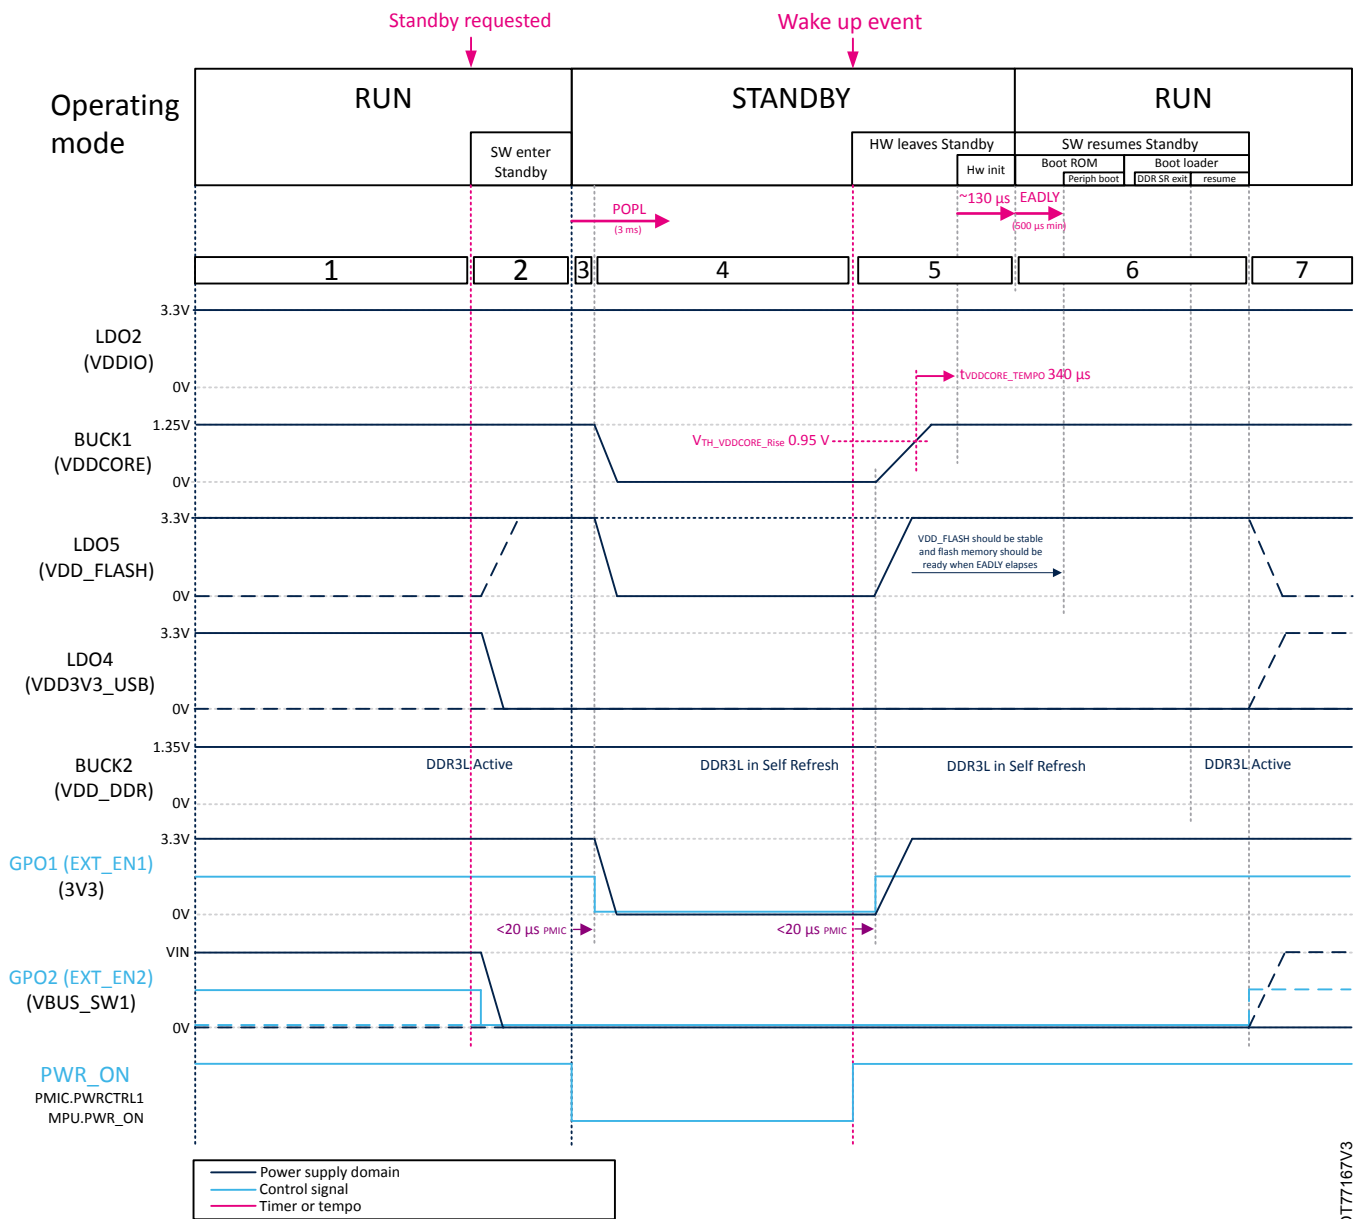 Standby requested
Wake up event
Operating
mode
RUN
STANDBY
RUN
SW enter
Standby
HW leaves Standby
Hw init
SW resumes Standby
Boot ROM
Boot loader
Periph boot
DDR SR exit
resume
POPL
(3 ms)
~130 µs
EADLY
(500 µs min)
1
2
3
4
5
6
7
3.3V
LDO2
(VDDIO)
0V
tVDDCORE_TEMPO 340 µs
1.25V
BUCK1
(VDDCORE)
VTH_VDDCORE_Rise 0.95 V
0V
3.3V
LDO5
(VDD_FLASH)
VDD_FLASH should be stable
and flash memory should be
ready when EADLY elapses
0V
3.3V
LDO4
(VDD3V3_USB)
0V
1.35V
BUCK2
(VDD_DDR)
DDR3L Active
DDR3L in Self Refresh
DDR3L in Self Refresh
DDR3L Active
0V
3.3V
GPO1 (EXT_EN1)
(3V3)
0V
<20 µs PMIC
<20 µs PMIC
VIN
GPO2 (EXT_EN2)
(VBUS_SW1)
0V
PWR_ON
PMIC.PWRCTRL1
MPU.PWR_ON
Power supply domain
Control signal
Timer or tempo
DT77167V3